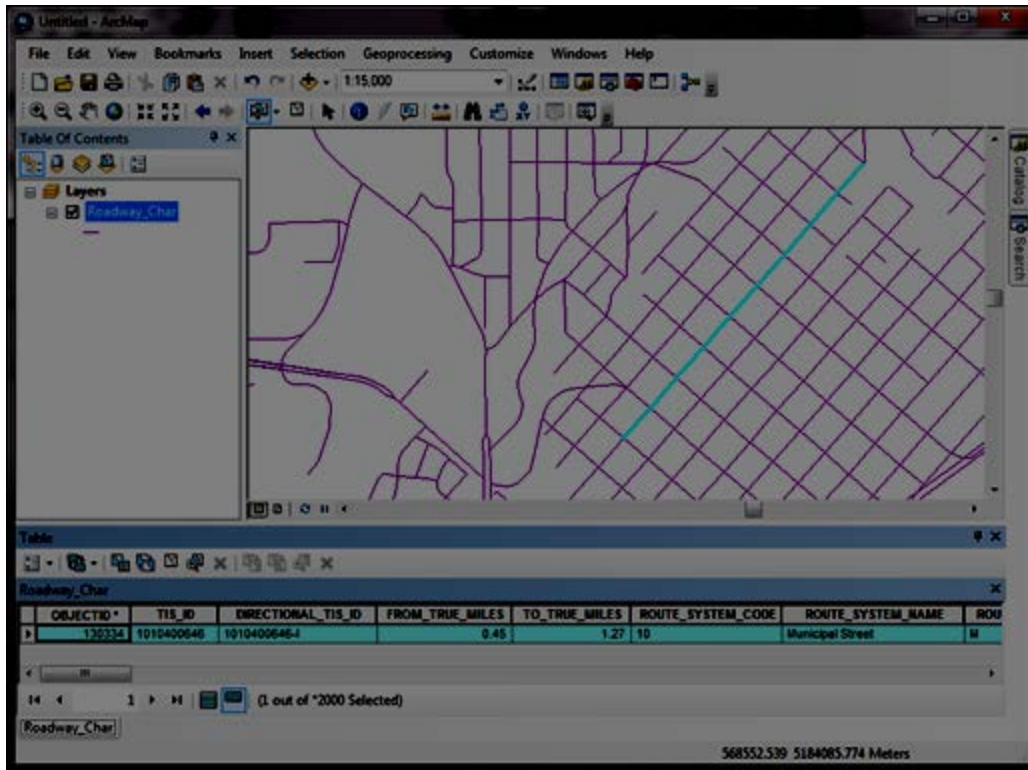 Untitled - ArcMap
File Edit View Bookmarks Insert Selection Geoprocessing Customize Windows Help
1:15,000
Table Of Contents
Layers
Roadway_Char
Catalog
Search
Table
Roadway_Char
OBJECTID * TIS_ID DIRECTIONAL_TIS_ID FROM_TRUE_MILES TO_TRUE_MILES ROUTE_SYSTEM_CODE ROUTE_SYSTEM_NAME ROU
130334 1010400646 1010400646-I 0.45 1.27 10 Municipal Street M
1 (1 out of *2000 Selected)
Roadway_Char
568552.539 5184085.774 Meters